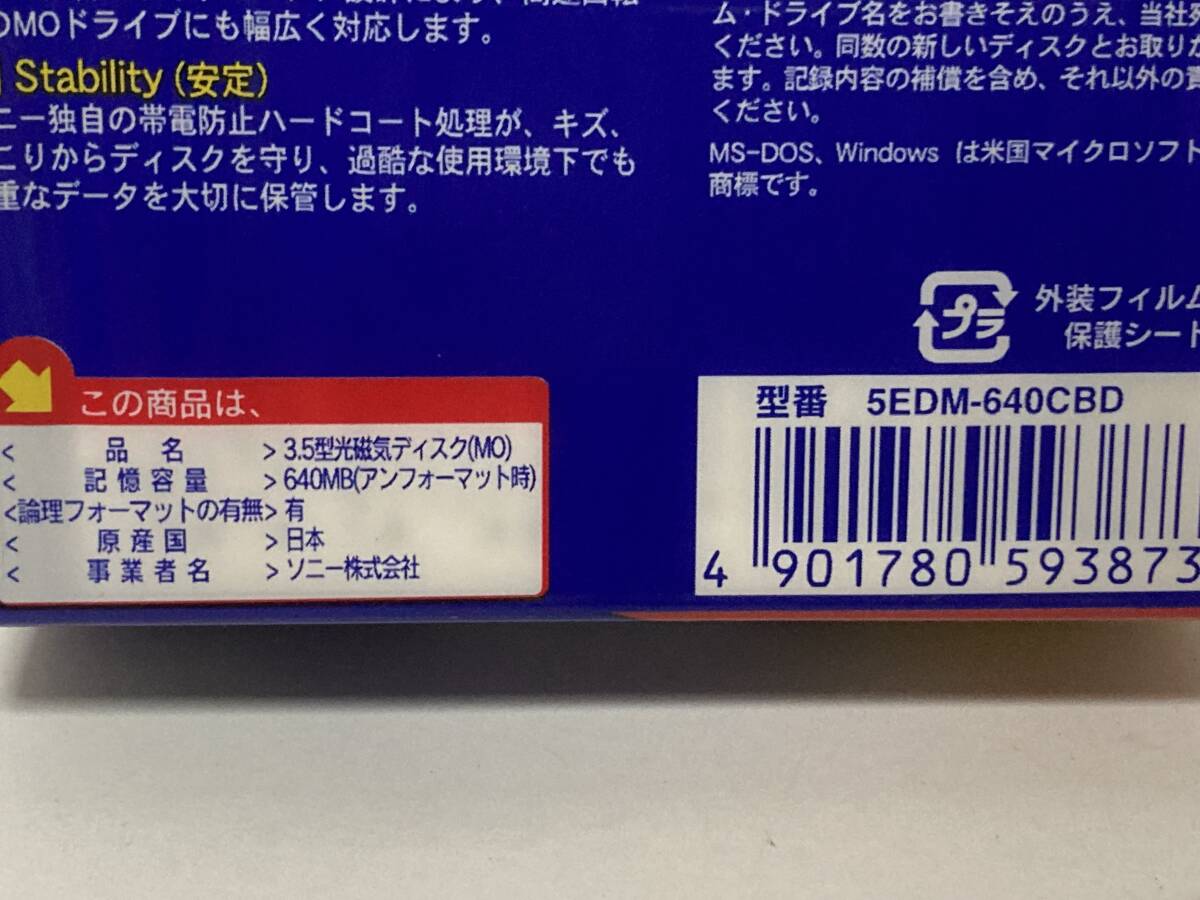 のMOドライブにも幅広く対応します。
Stability (安定)
ニー独自の帯電防止ハードコート処理が、キズ、
こりからディスクを守り、過酷な使用環境下でも
重なデータを大切に保管します。
ム・ドライブ名をお書きそえのうえ、当社
ください。同数の新しいディスクとお取り
ます。記録内容の補償を含め、それ以外の
ください。
MS-DOS、Windows は米国マイクロソフト
商標です。
プラ
外装フィルム
保護シート
この商品は、
<品名>3.5型光磁気ディスク(MO)
<記憶容量>640MB(アンフォーマット時)
<論理フォーマットの有無>有
<原産国>日本
<事業者名>ソニー株式会社
型番 5EDM-640CBD
4 901780 593873